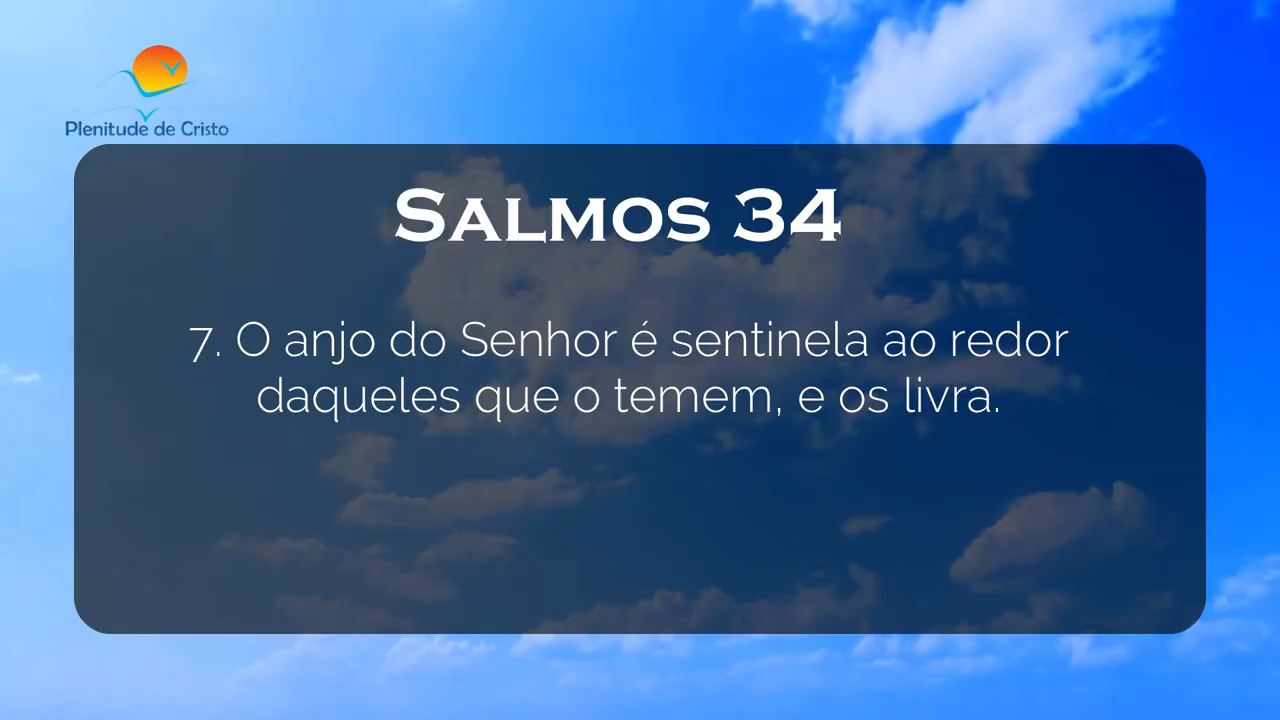 Plenitude de Cristo
Salmos 34
7. O anjo do Senhor é sentinela ao redor
daqueles que o temem, e os livra.